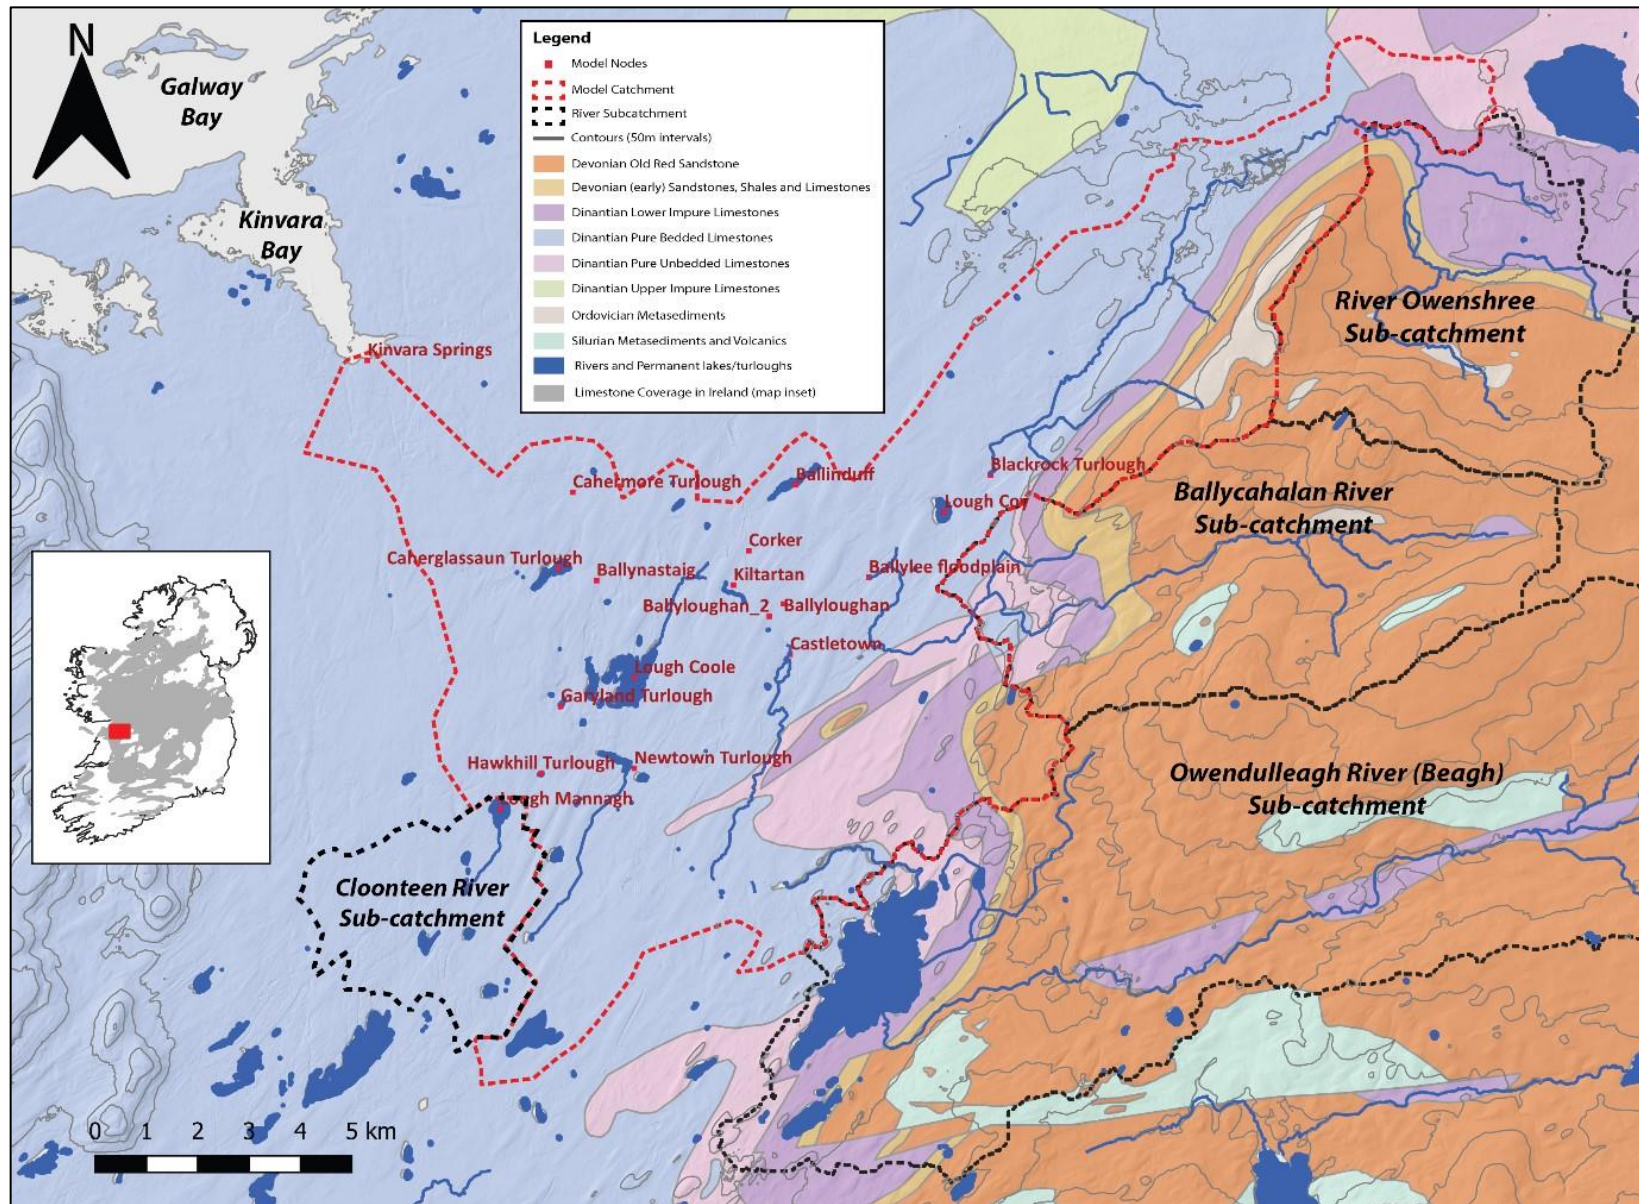 N
Galway
Bay
Kinvara
Bay
Legend
Model Nodes
Model Catchment
River Subcatchment
Contours (50m intervals)
Devonian Old Red Sandstone
Devonian (early) Sandstones, Shales and Limestones
Dinantian Lower Impure Limestones
Dinantian Pure Bedded Limestones
Dinantian Pure Unbedded Limestones
Dinantian Upper Impure Limestones
Ordovician Metasediments
Silurian Metasediments and Volcanics
Rivers and Permanent lakes/turloughs
Limestone Coverage in Ireland (map inset)
River Owenshree
Sub-catchment
Kinvara Springs
Cahermore Turlough
Ballinduff
Blackrock Turlough
Lough Coy
Ballycahalan River
Sub-catchment
Corker
Caherglassaun Turlough
Ballynastaig
Kiltartan
Ballylee floodplain
Ballyloughan_2
Ballyloughan
Castletown
Lough Coole
Garyland Turlough
Hawkhill Turlough
Newtown Turlough
Owendulleagh River (Beagh)
Sub-catchment
Lough Mannagh
Cloonteen River
Sub-catchment
0 1 2 3 4 5 km